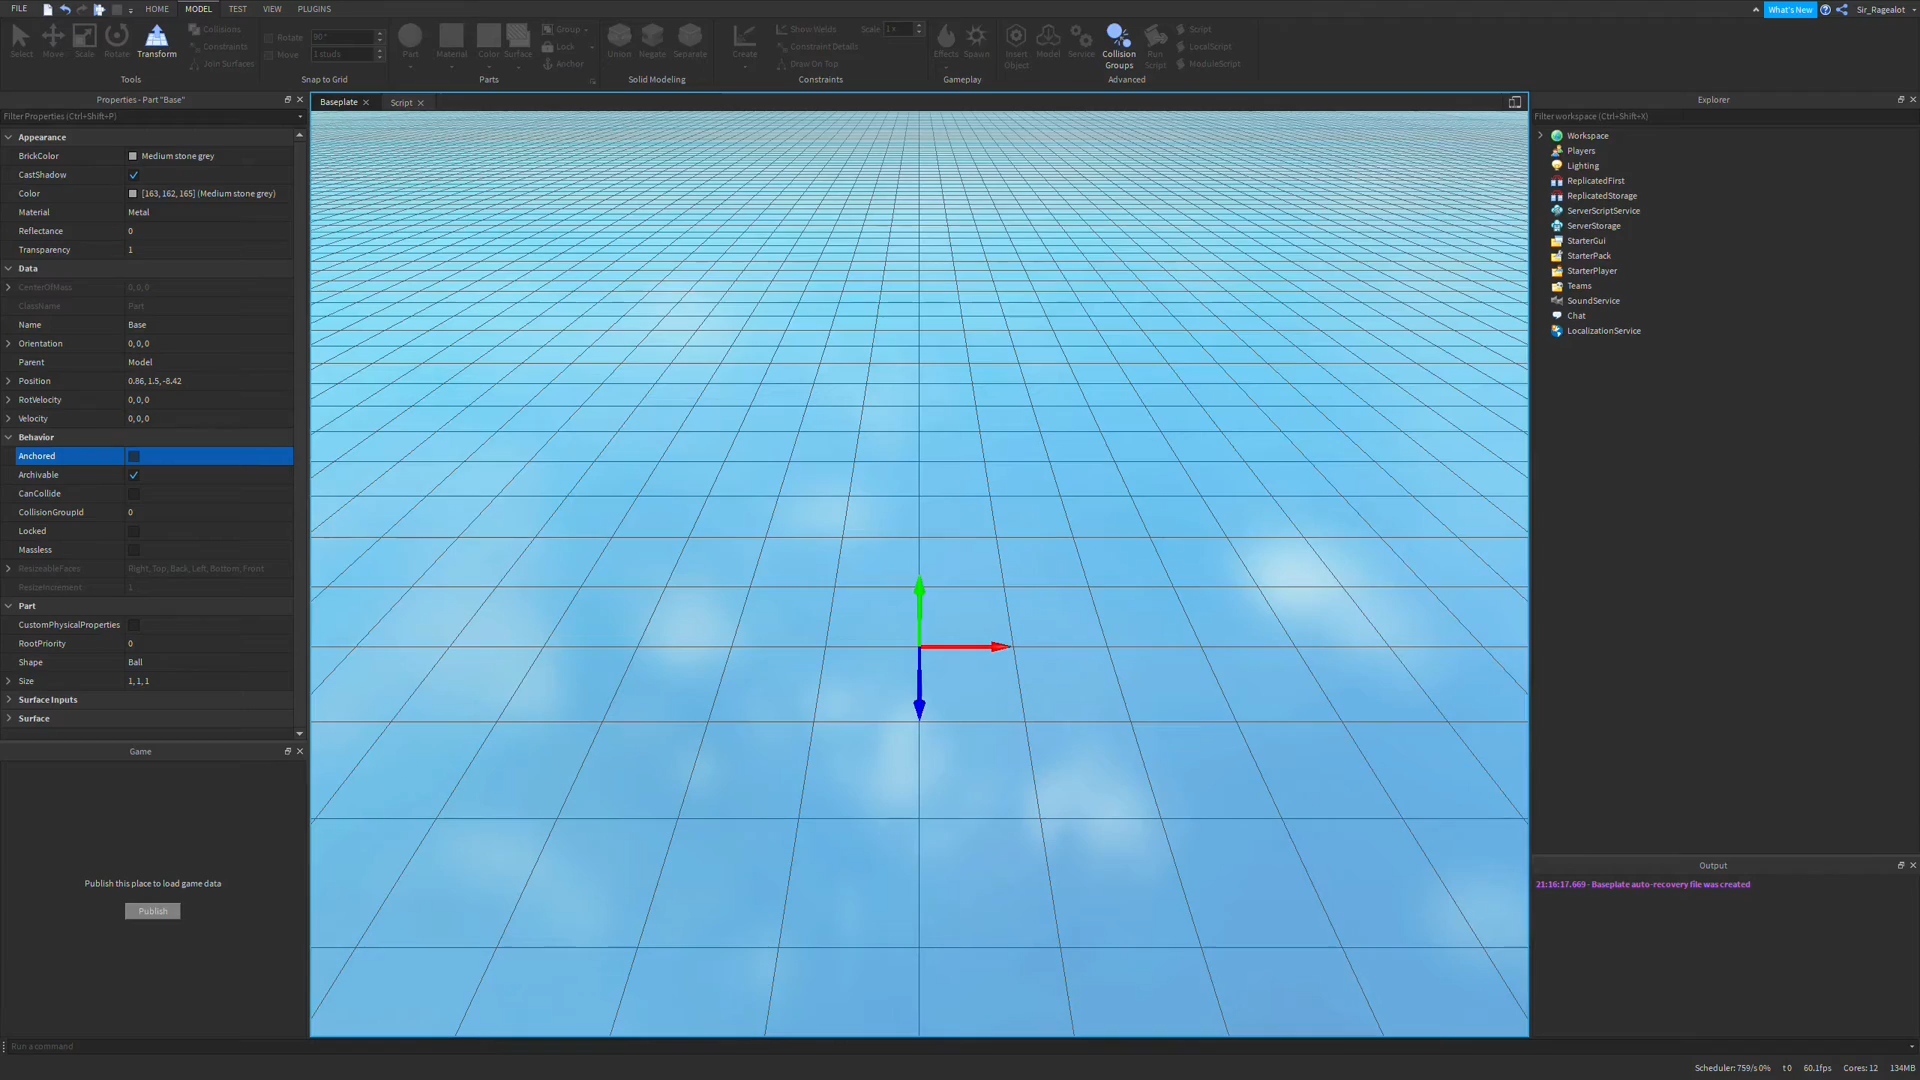 FILE HOME MODEL TEST VIEW PLUGINS What's New Sir_Ragealot
Select Move Scale Rotate Transform
Collisions
Constraints
Join Surfaces
Tools
Rotate 90°
Move 1 studs
Snap to Grid
Part Material Color Surface
Group
Lock
Anchor
Parts
Union Negate Separate
Solid Modeling
Create
Show Welds Scale 1x
Constraint Details
Draw On Top
Constraints
Effects Spawn
Gameplay
Insert Object Model Service Collision Groups Run Script
Script
LocalScript
ModuleScript
Advanced
Properties - Part "Base"
Filter Properties (Ctrl+Shift+P)
Appearance
BrickColor Medium stone grey
CastShadow
Color [163, 162, 165] (Medium stone grey)
Material Metal
Reflectance 0
Transparency 1
Data
CenterOfMass 0, 0, 0
ClassName Part
Name Base
Orientation 0, 0, 0
Parent Model
Position 0.86, 1.5, -8.42
RotVelocity 0, 0, 0
Velocity 0, 0, 0
Behavior
Anchored
Archivable
CanCollide
CollisionGroupId 0
Locked
Massless
ResizeableFaces Right, Top, Back, Left, Bottom, Front
ResizeIncrement 1
Part
CustomPhysicalProperties
RootPriority 0
Shape Ball
Size 1, 1, 1
Surface Inputs
Surface
Game
Publish this place to load game data
Publish
Baseplate Script
Explorer
Filter workspace (Ctrl+Shift+X)
Workspace
Players
Lighting
ReplicatedFirst
ReplicatedStorage
ServerScriptService
ServerStorage
StarterGui
StarterPack
StarterPlayer
Teams
SoundService
Chat
LocalizationService
Output
21:16:17.669 - Baseplate auto-recovery file was created
Run a command
Scheduler: 759/s 0% t 0 60.1fps Cores: 12 134MB